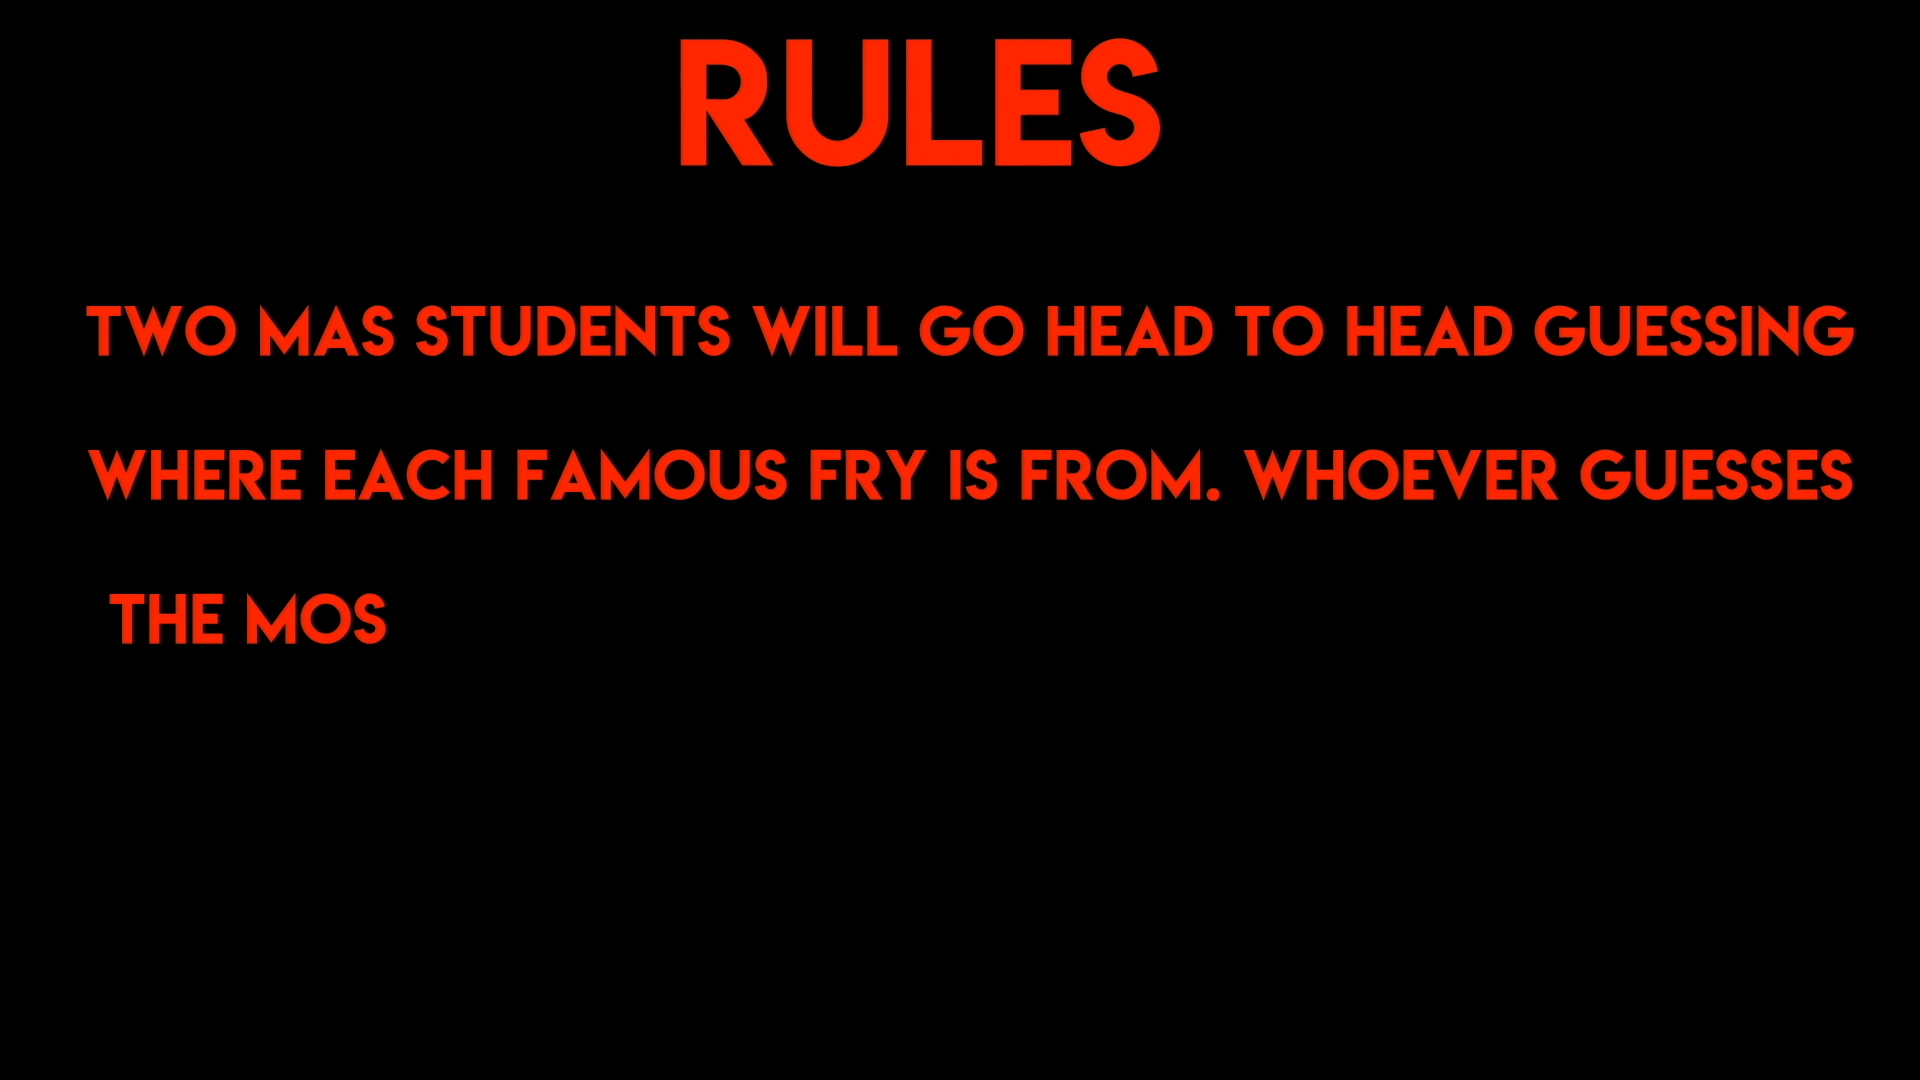 RULES
TWO MAS STUDENTS WILL GO HEAD TO HEAD GUESSING
WHERE EACH FAMOUS FRY IS FROM. WHOEVER GUESSES
THE MOS